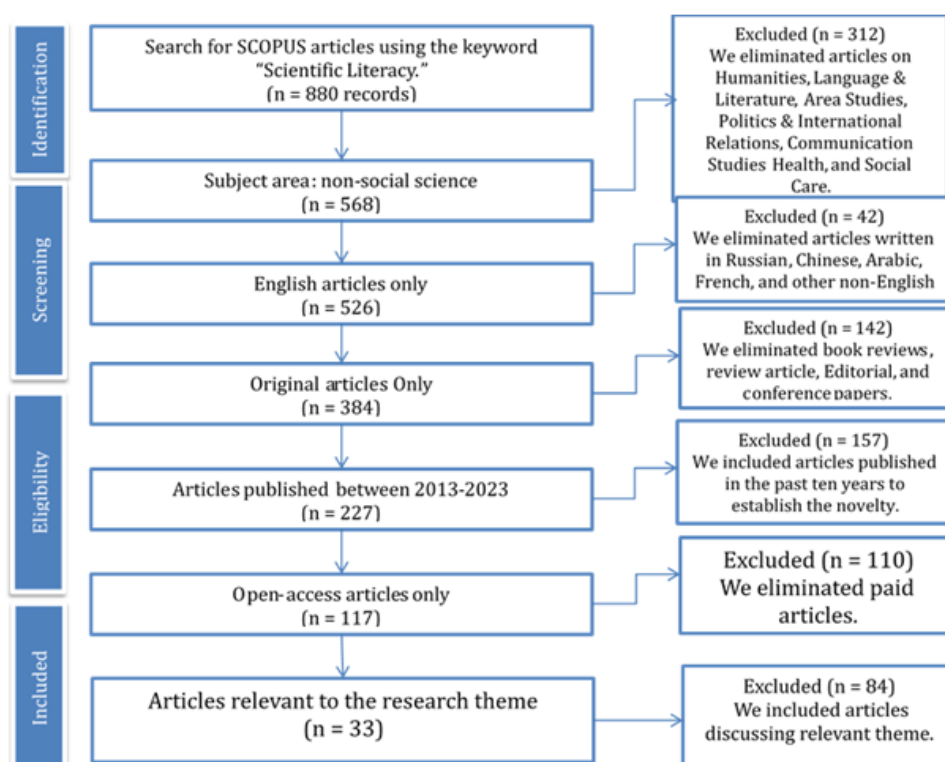 Identification
Search for SCOPUS articles using the keyword
“Scientific Literacy.”
(n = 880 records)
Excluded (n = 312)
We eliminated articles on
Humanities, Language &
Literature, Area Studies,
Politics & International
Relations, Communication
Studies Health, and Social
Care.
Subject area: non-social science
(n = 568)
Screening
Excluded (n = 42)
We eliminated articles written
in Russian, Chinese, Arabic,
French, and other non-English
English articles only
(n = 526)
Excluded (n = 142)
We eliminated book reviews,
review article, Editorial, and
conference papers.
Original articles Only
(n = 384)
Eligibility
Excluded (n = 157)
We included articles published
in the past ten years to
establish the novelty.
Articles published between 2013-2023
(n = 227)
Excluded (n = 110)
We eliminated paid
articles.
Open-access articles only
(n = 117)
Included
Articles relevant to the research theme
(n = 33)
Excluded (n = 84)
We included articles
discussing relevant theme.